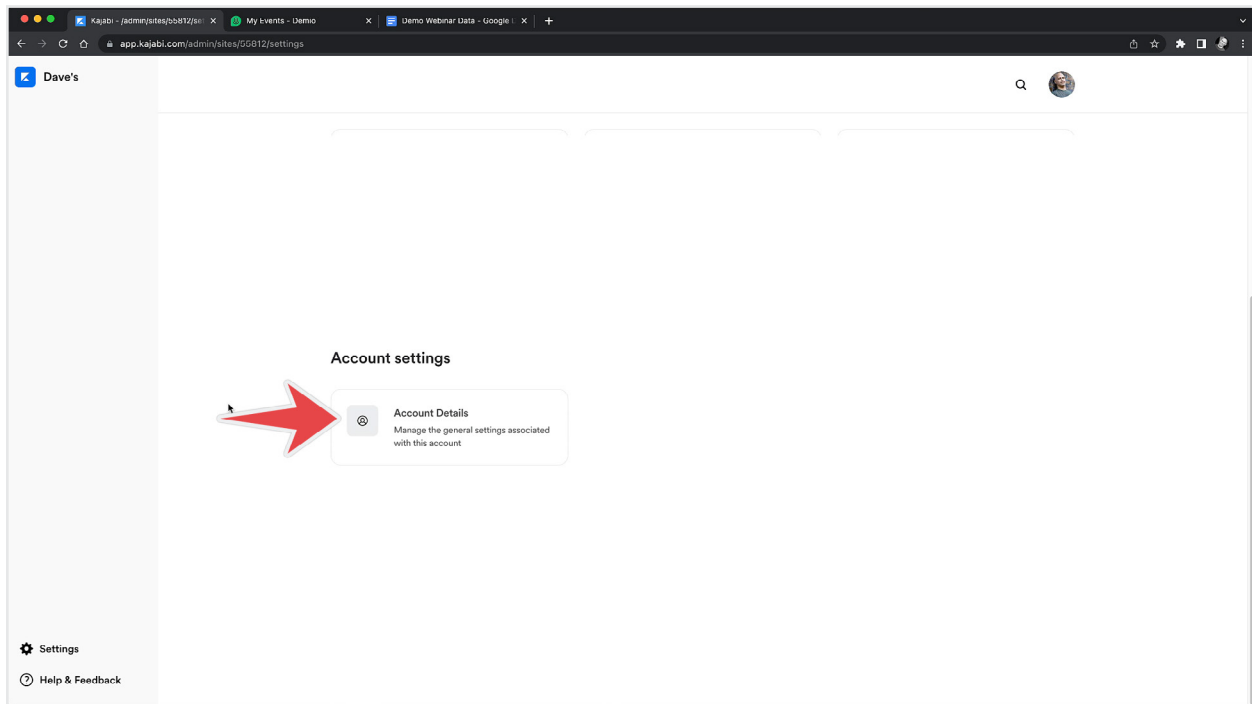 Kajabi - /admin/sites/55812/set
My Events - Demio
Demo Webinar Data - Google
app.kajabi.com/admin/sites/55812/settings
Dave's
Account settings
Account Details
Manage the general settings associated
with this account
Settings
Help & Feedback